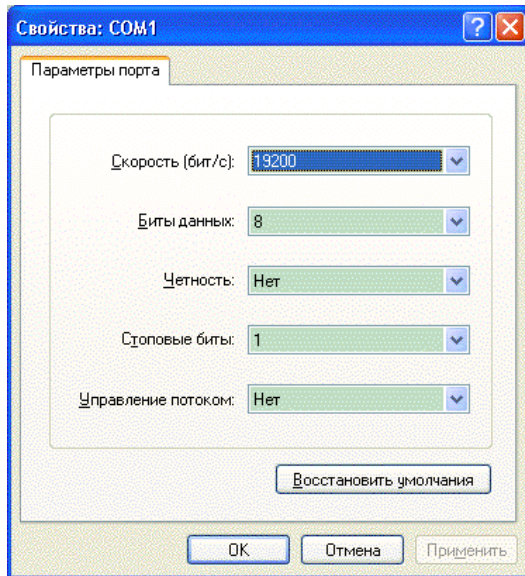 Свойства: COM1
Параметры порта
Скорость (бит/с): 19200
Биты данных: 8
Четность: Нет
Стоповые биты: 1
Управление потоком: Нет
Восстановить умолчания
OK Отмена Применить